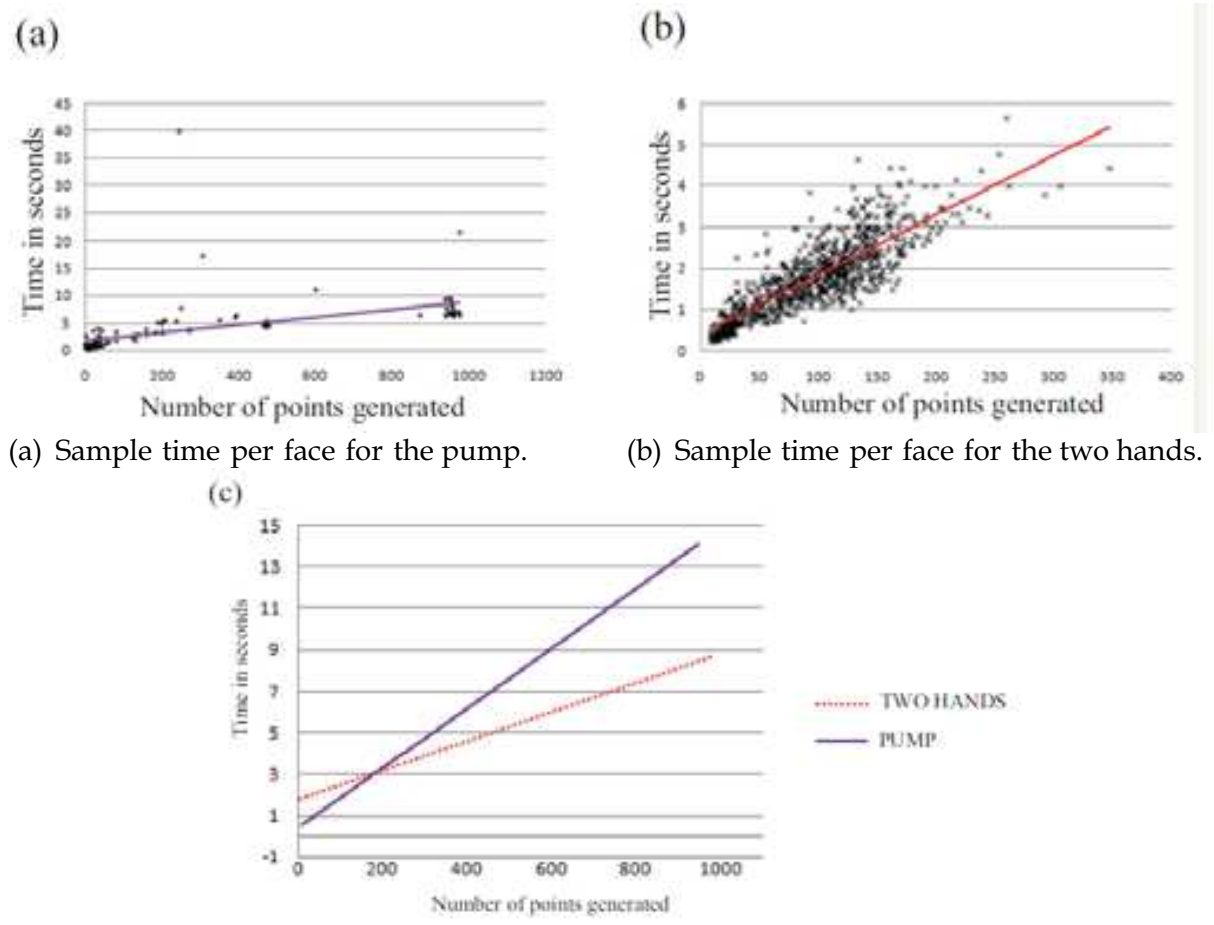 (a)
(b)
45
40
35
30
25
20
15
10
5
0
Time in seconds
0 200 400 600 800 1000 1200
Number of points generated
6
5
4
3
2
1
0
Time in seconds
0 50 100 150 200 250 300 350 400
Number of points generated
(a) Sample time per face for the pump.
(b) Sample time per face for the two hands.
(c)
15
13
11
9
7
5
3
1
-1
Time in seconds
0 200 400 600 800 1000
Number of points generated
TWO HANDS
PUMP